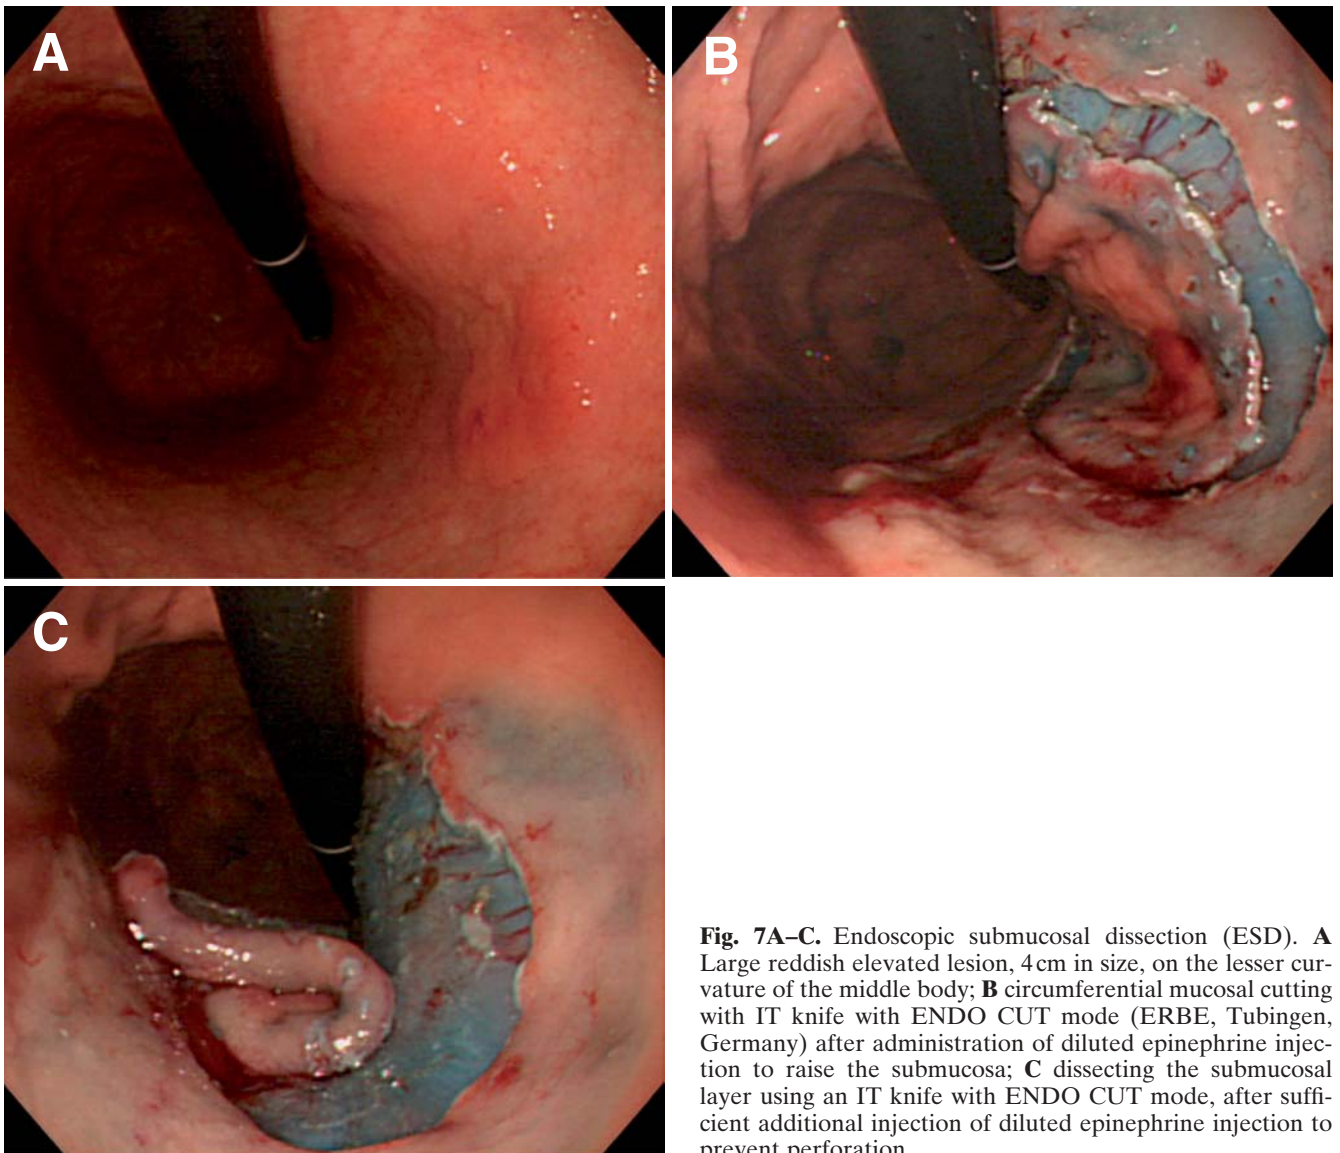 A
B
C
Fig. 7A–C. Endoscopic submucosal dissection (ESD). A
Large reddish elevated lesion, 4 cm in size, on the lesser cur-
vature of the middle body; B circumferential mucosal cutting
with IT knife with ENDO CUT mode (ERBE, Tubingen,
Germany) after administration of diluted epinephrine injec-
tion to raise the submucosa; C dissecting the submucosal
layer using an IT knife with ENDO CUT mode, after suffi-
cient additional injection of diluted epinephrine injection to
prevent perforation